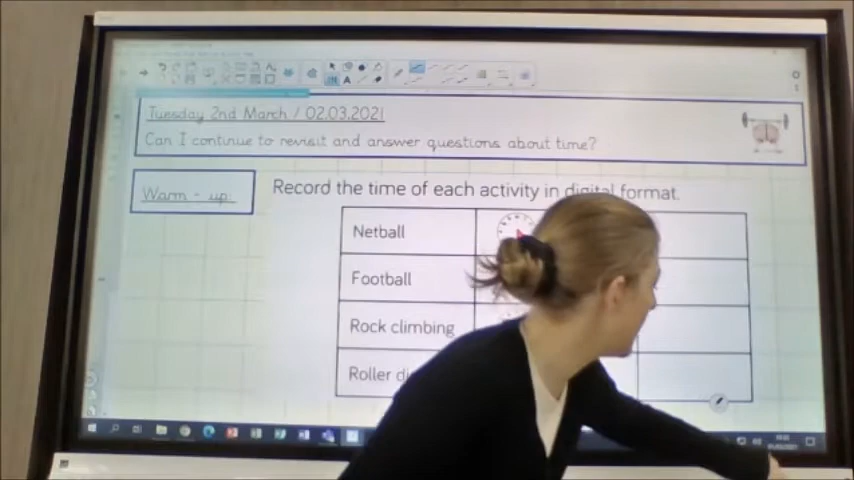 Tuesday 2nd March / 02.03.2021
Can I continue to revisit and answer questions about time?
Warm - up:
Record the time of each activity in digital format.
Netball
Football
Rock climbing
Roller